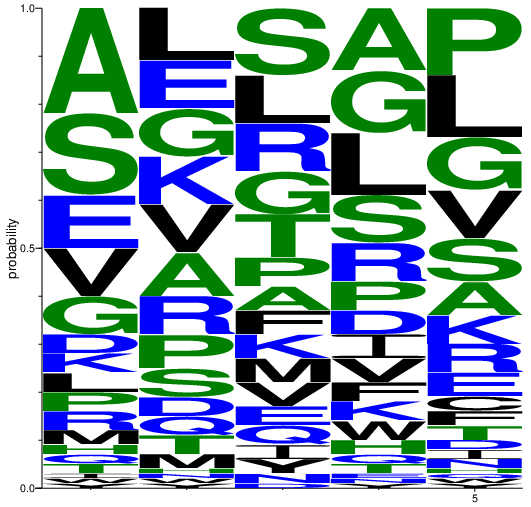 1.0
A L S A P
S E L G L
E G R L G
V K G S V
G V T R S
D A P P A
K R A D K
L P F I R
P S K V E
R D M F C
M Q V K F
H T E W T
Q M Q H D
0.5
0.0
probability
5